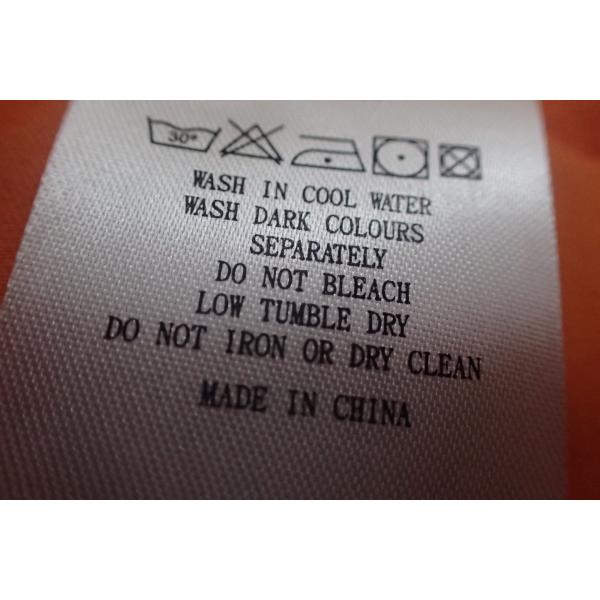 30°
WASH IN COOL WATER
WASH DARK COLOURS
SEPARATELY
DO NOT BLEACH
LOW TUMBLE DRY
DO NOT IRON OR DRY CLEAN
MADE IN CHINA